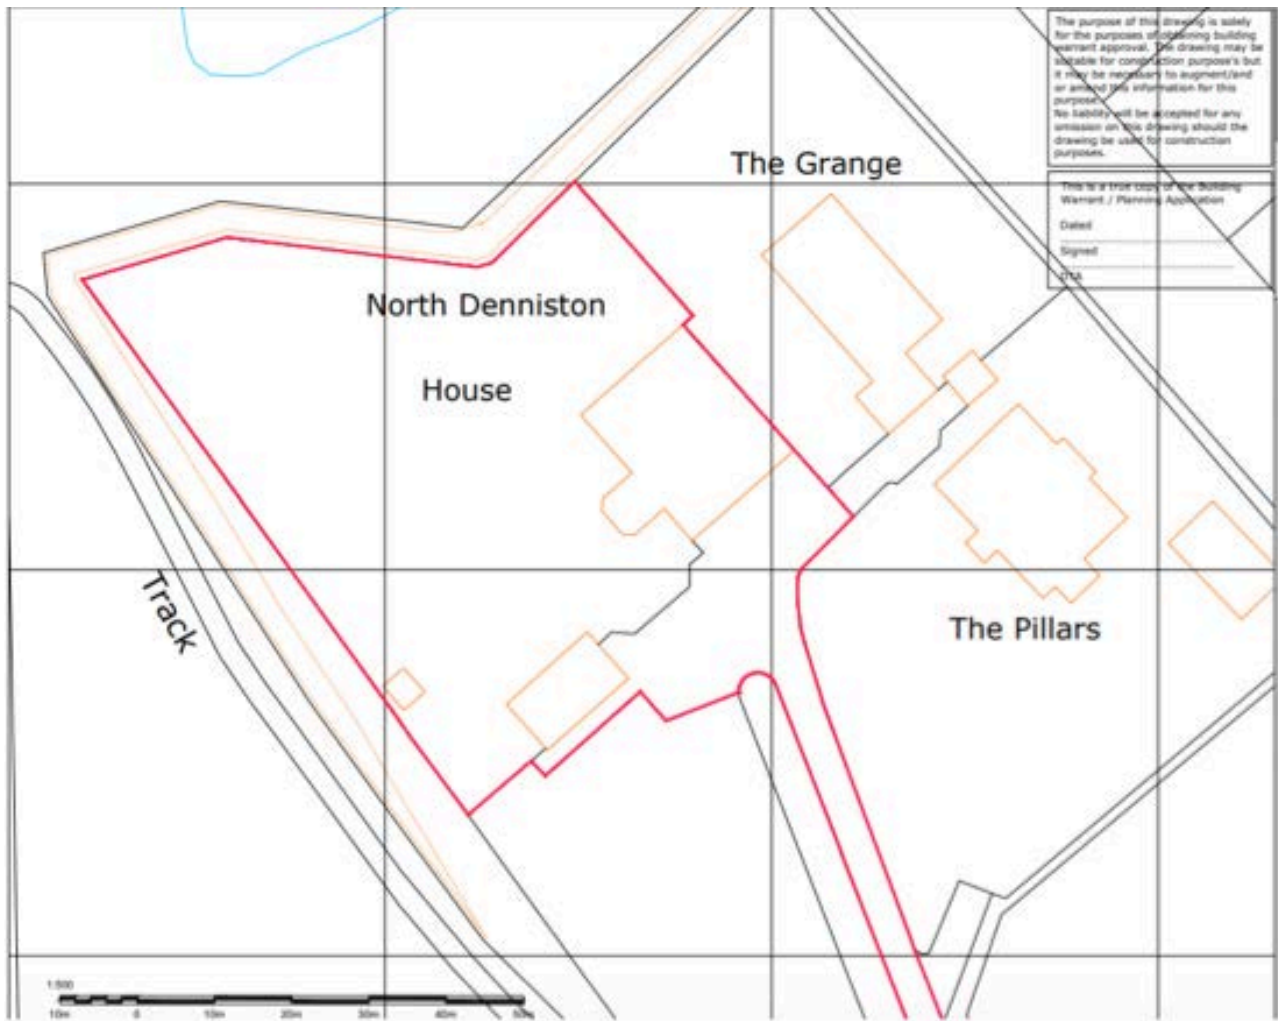 The purpose of this drawing is solely
for the purposes of obtaining building
warrant approval. The drawing may be
suitable for construction purpose's but
it may be necessary to augment/and
or amend this information for this
purpose.
No liability will be accepted for any
omission on this drawing should the
drawing be used for construction
purposes.
This is a true copy of the Building
Warrant / Planning Application
Dated
Signed
DTA
The Grange
North Denniston
House
Track
The Pillars
1:500
10m 0 10m 20m 30m 40m 50m